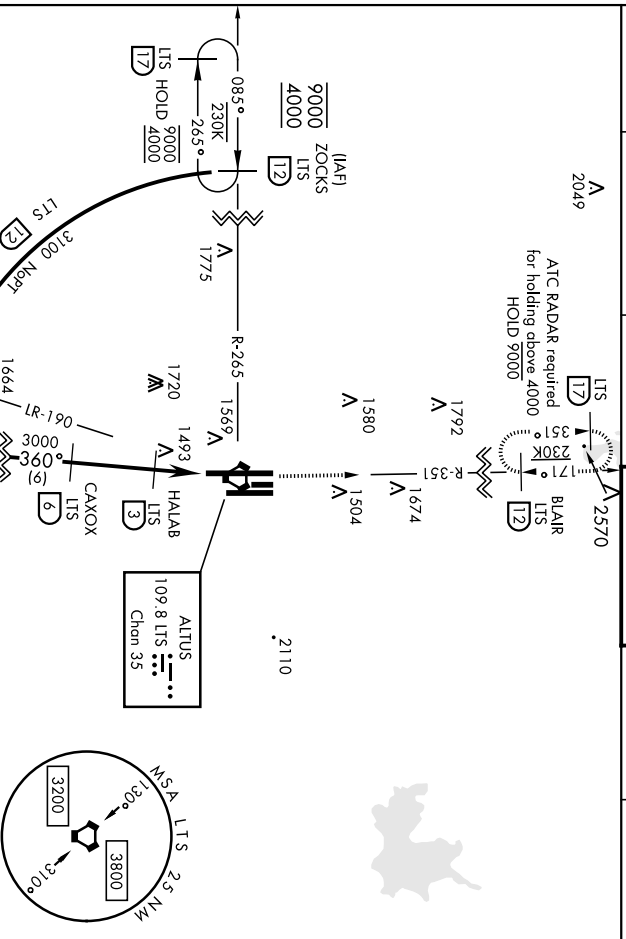 2049
ATC RADAR required
for holding above 4000
HOLD 9000
LTS
17
351°
230K
171°
2570
BLAIR
LTS
12
R-351
(IAF)
ZOCKS
LTS
12
9000
4000
085°
230K
265°
LTS
17
HOLD
9000
4000
LTS
12
3100 NoPT
1775
R-265
1792
1580
1674
1504
1720
1569
1493
1664
LR-190
3000
360°
(6)
CAXOX
LTS
6
HALAB
LTS
3
ALTUS
109.8 LTS
Chan 35
2110
MSA LTS 25 NM
130°
310°
3200
3800